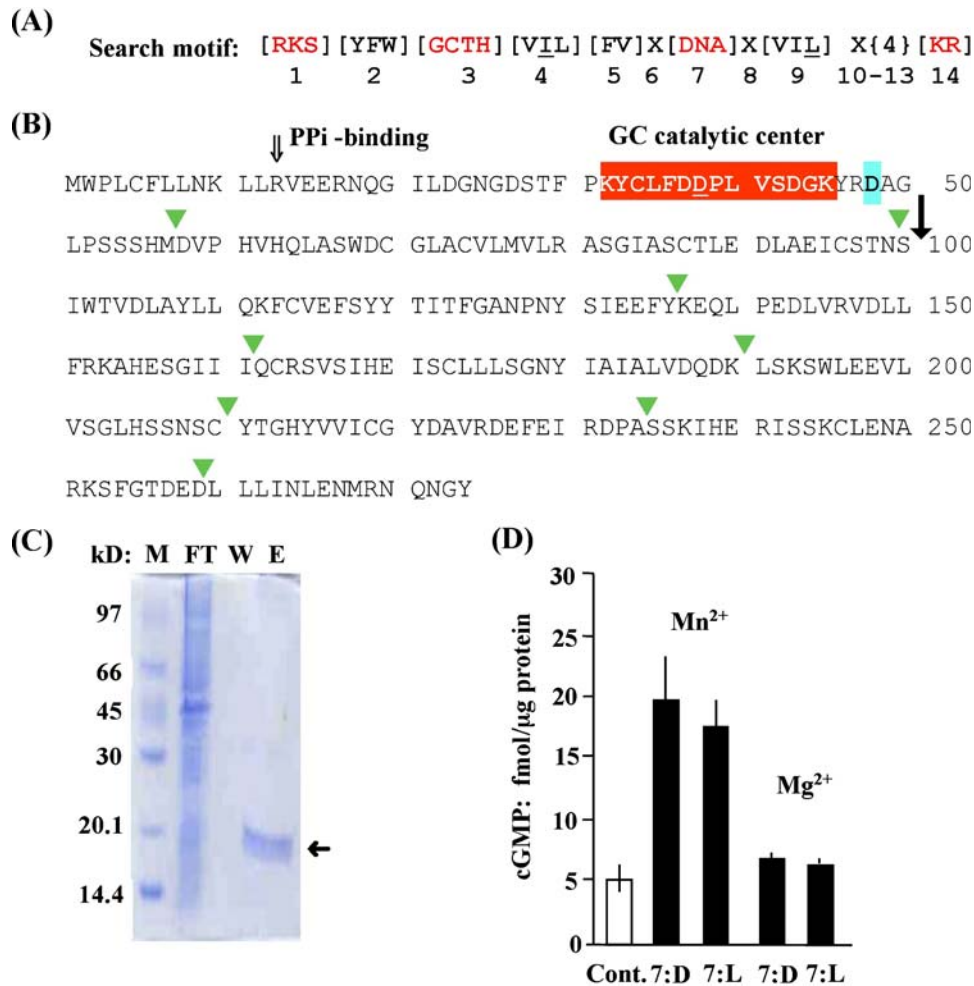 (A)
Search motif: [RKS][YFW][GCTH][VIL][FV]X[DNA]X[VIL] X{4}[KR]
1 2 3 4 5 6 7 8 9 10-13 14
(B)
PPi -binding GC catalytic center
MWPLCFLLNK LLRVEERNQG ILDGNGDSTF PKYCLFDDPL VSDGKYRDAG 50
LPSSSHMDVP HVHQLASWDC GLACVLMVLR ASGIASCTLE DLAEICSTNS 100
IWTVDLAYLL QKFCVEFSYY TITFGANPNY SIEEFYKEQL PEDLVRVDLL 150
FRKAHESGII IQCRSVSIHE ISCLLLSGNY IAIALVDQDK LSKSWLEEVL 200
VSGLHSSNSC YTGHYVVICG YDAVRDEFEI RDPASSKIHE RISSKCLENA 250
RKSFGTDEDL LLINLENMRN QNGY
(C)
kD: M FT W E
97
66
45
30
20.1
14.4
(D)
cGMP: fmol/µg protein
30
25
20
15
10
5
0
Mn2+
Mg2+
Cont. 7:D 7:L 7:D 7:L